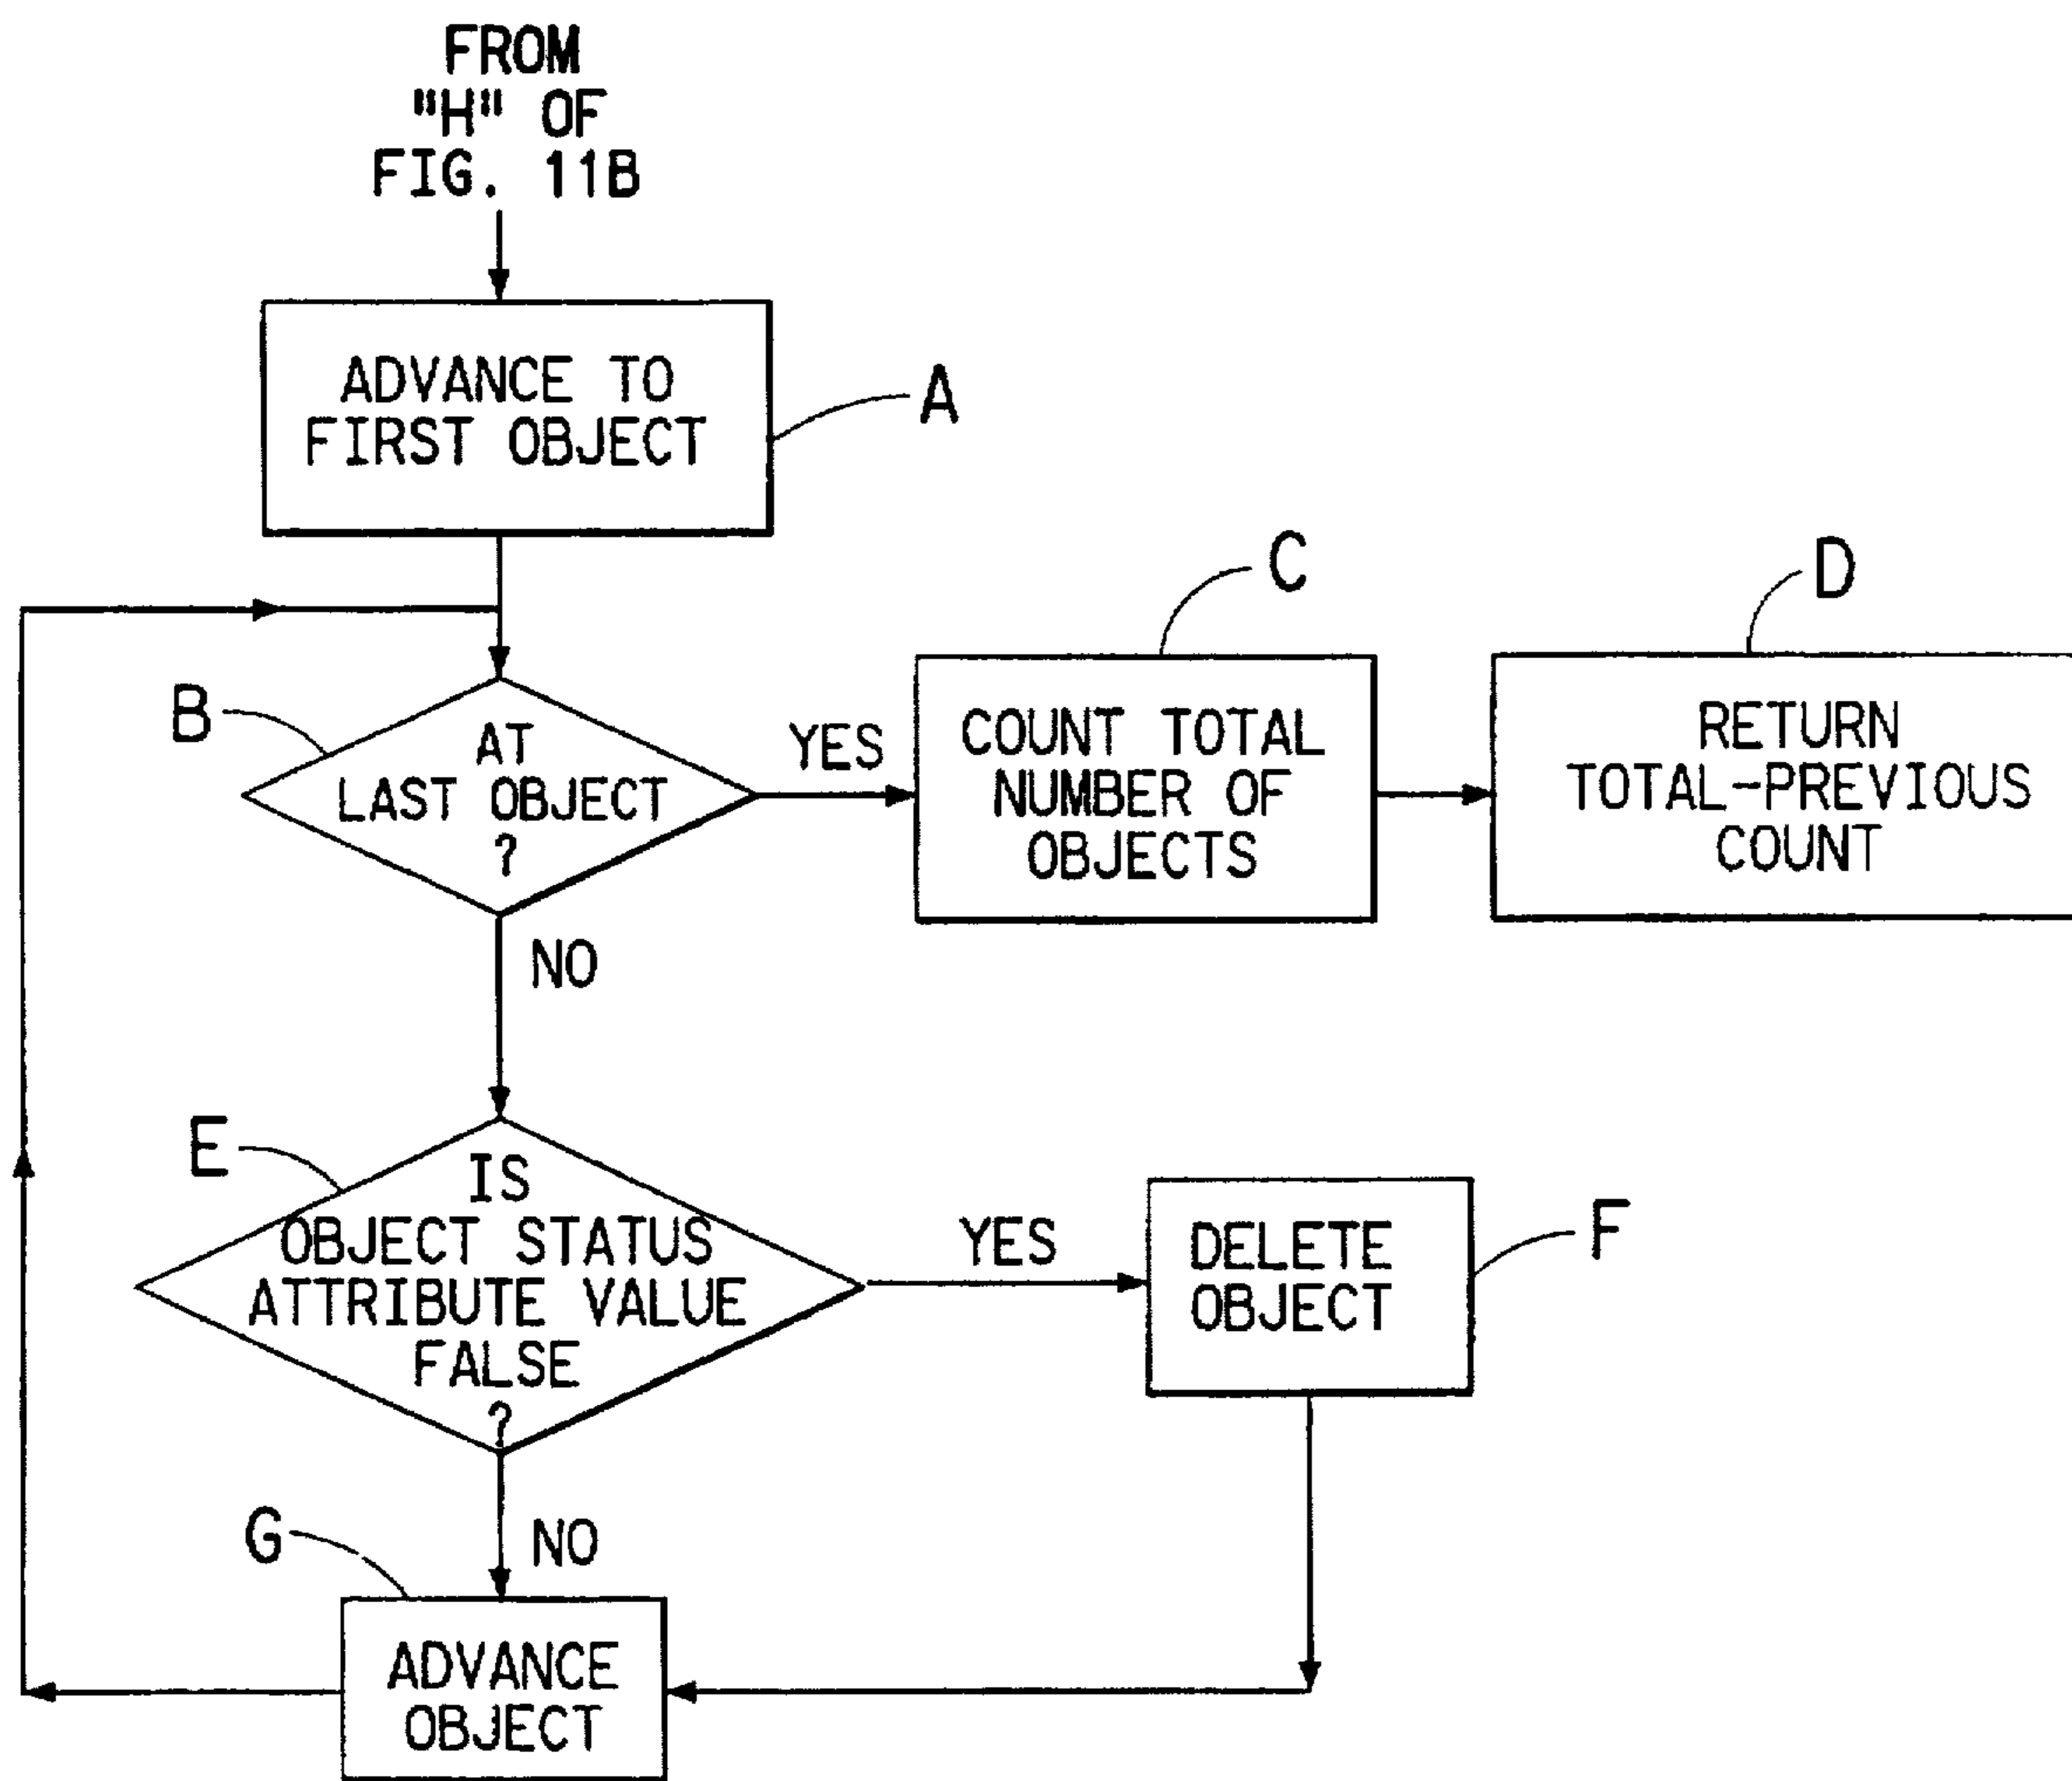 FROM
"H" OF
FIG. 11B
ADVANCE TO
FIRST OBJECT
A
B
AT
LAST OBJECT
?
YES
NO
C
COUNT TOTAL
NUMBER OF
OBJECTS
D
RETURN
TOTAL-PREVIOUS
COUNT
E
IS
OBJECT STATUS
ATTRIBUTE VALUE
FALSE
?
YES
NO
DELETE
OBJECT
F
G
ADVANCE
OBJECT